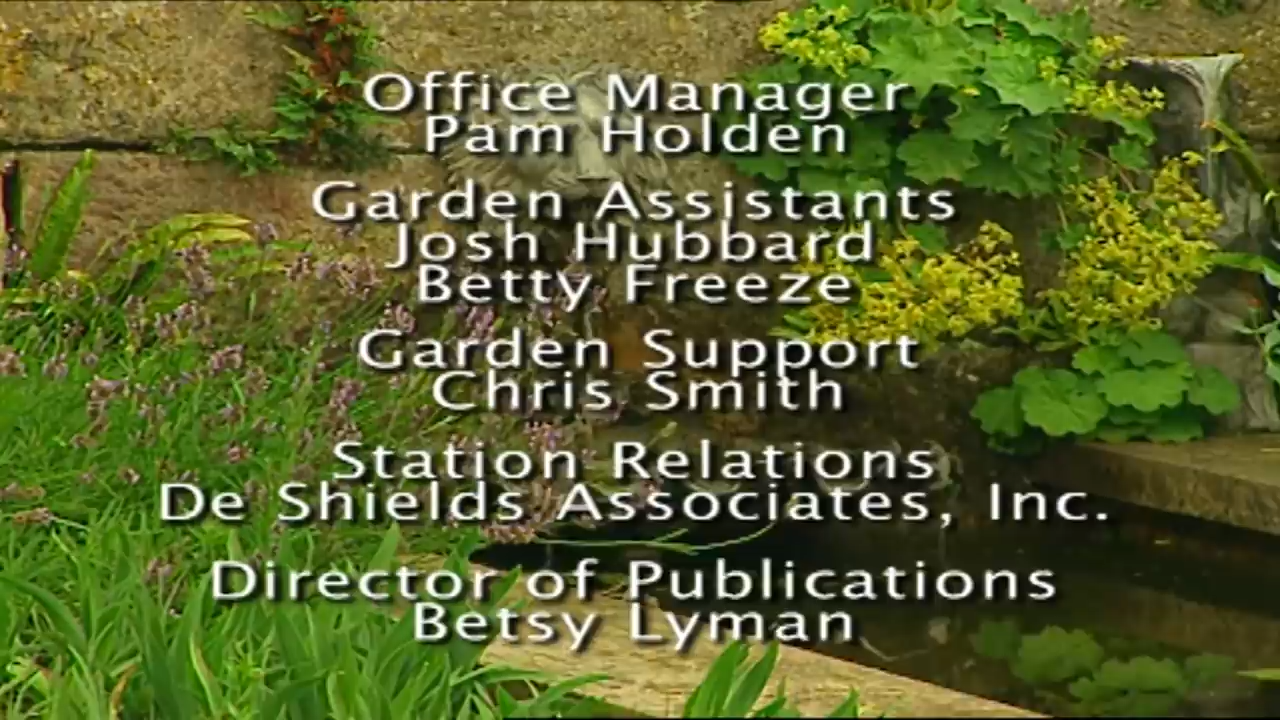 Office Manager
Pam Holden
Garden Assistants
Josh Hubbard
Betty Freeze
Garden Support
Chris Smith
Station Relations
De Shields Associates, Inc.
Director of Publications
Betsy Lyman